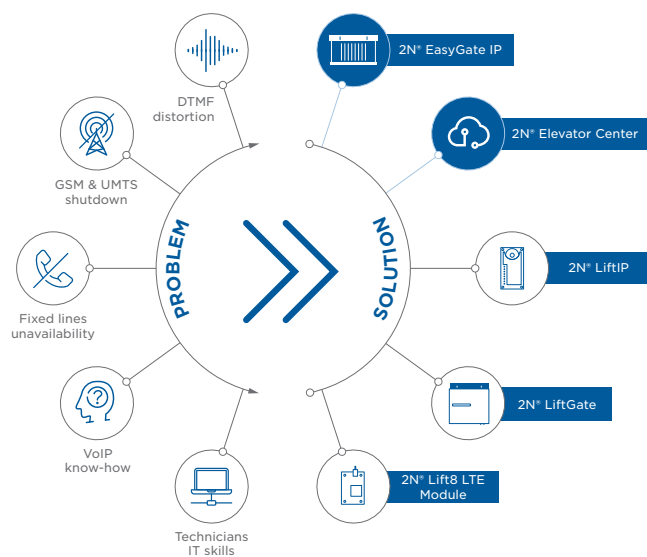 DTMF
distortion
GSM & UMTS
shutdown
Fixed lines
unavailability
VoIP
know-how
Technicians
IT skills
PROBLEM
SOLUTION
2N® EasyGate IP
2N® Elevator Center
2N® LiftIP
2N® LiftGate
2N® Lift8 LTE
Module